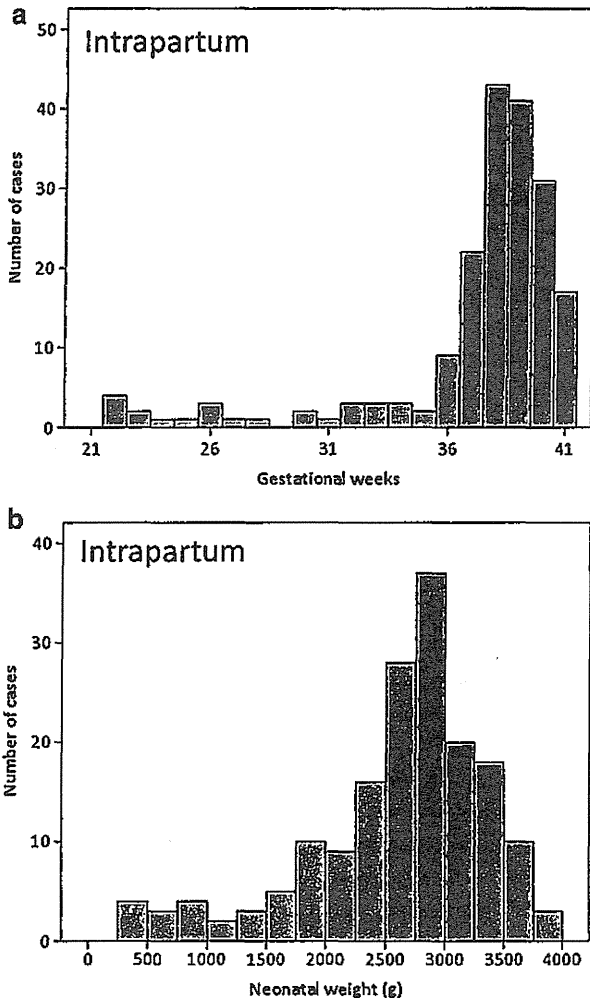 a
Intrapartum
50
40
30
20
10
0
Number of cases
21 26 31 36 41
Gestational weeks
b
Intrapartum
40
30
20
10
0
Number of cases
0 500 1000 1500 2000 2500 3000 3500 4000
Neonatal weight (g)